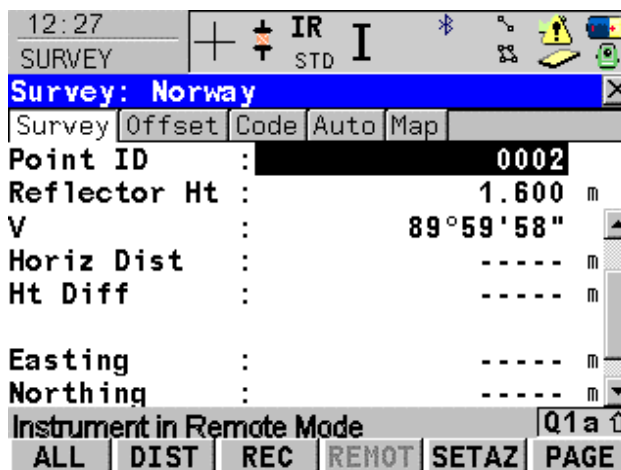 12:27 IR
SURVEY STD I
Survey: Norway X
Survey Offset Code Auto Map
Point ID : 0002
Reflector Ht : 1.600 m
V : 89°59'58"
Horiz Dist : ----- m
Ht Diff : ----- m
Easting : ----- m
Northing : ----- m
Instrument in Remote Mode Q1a⇧
ALL DIST REC REMOT SETAZ PAGE